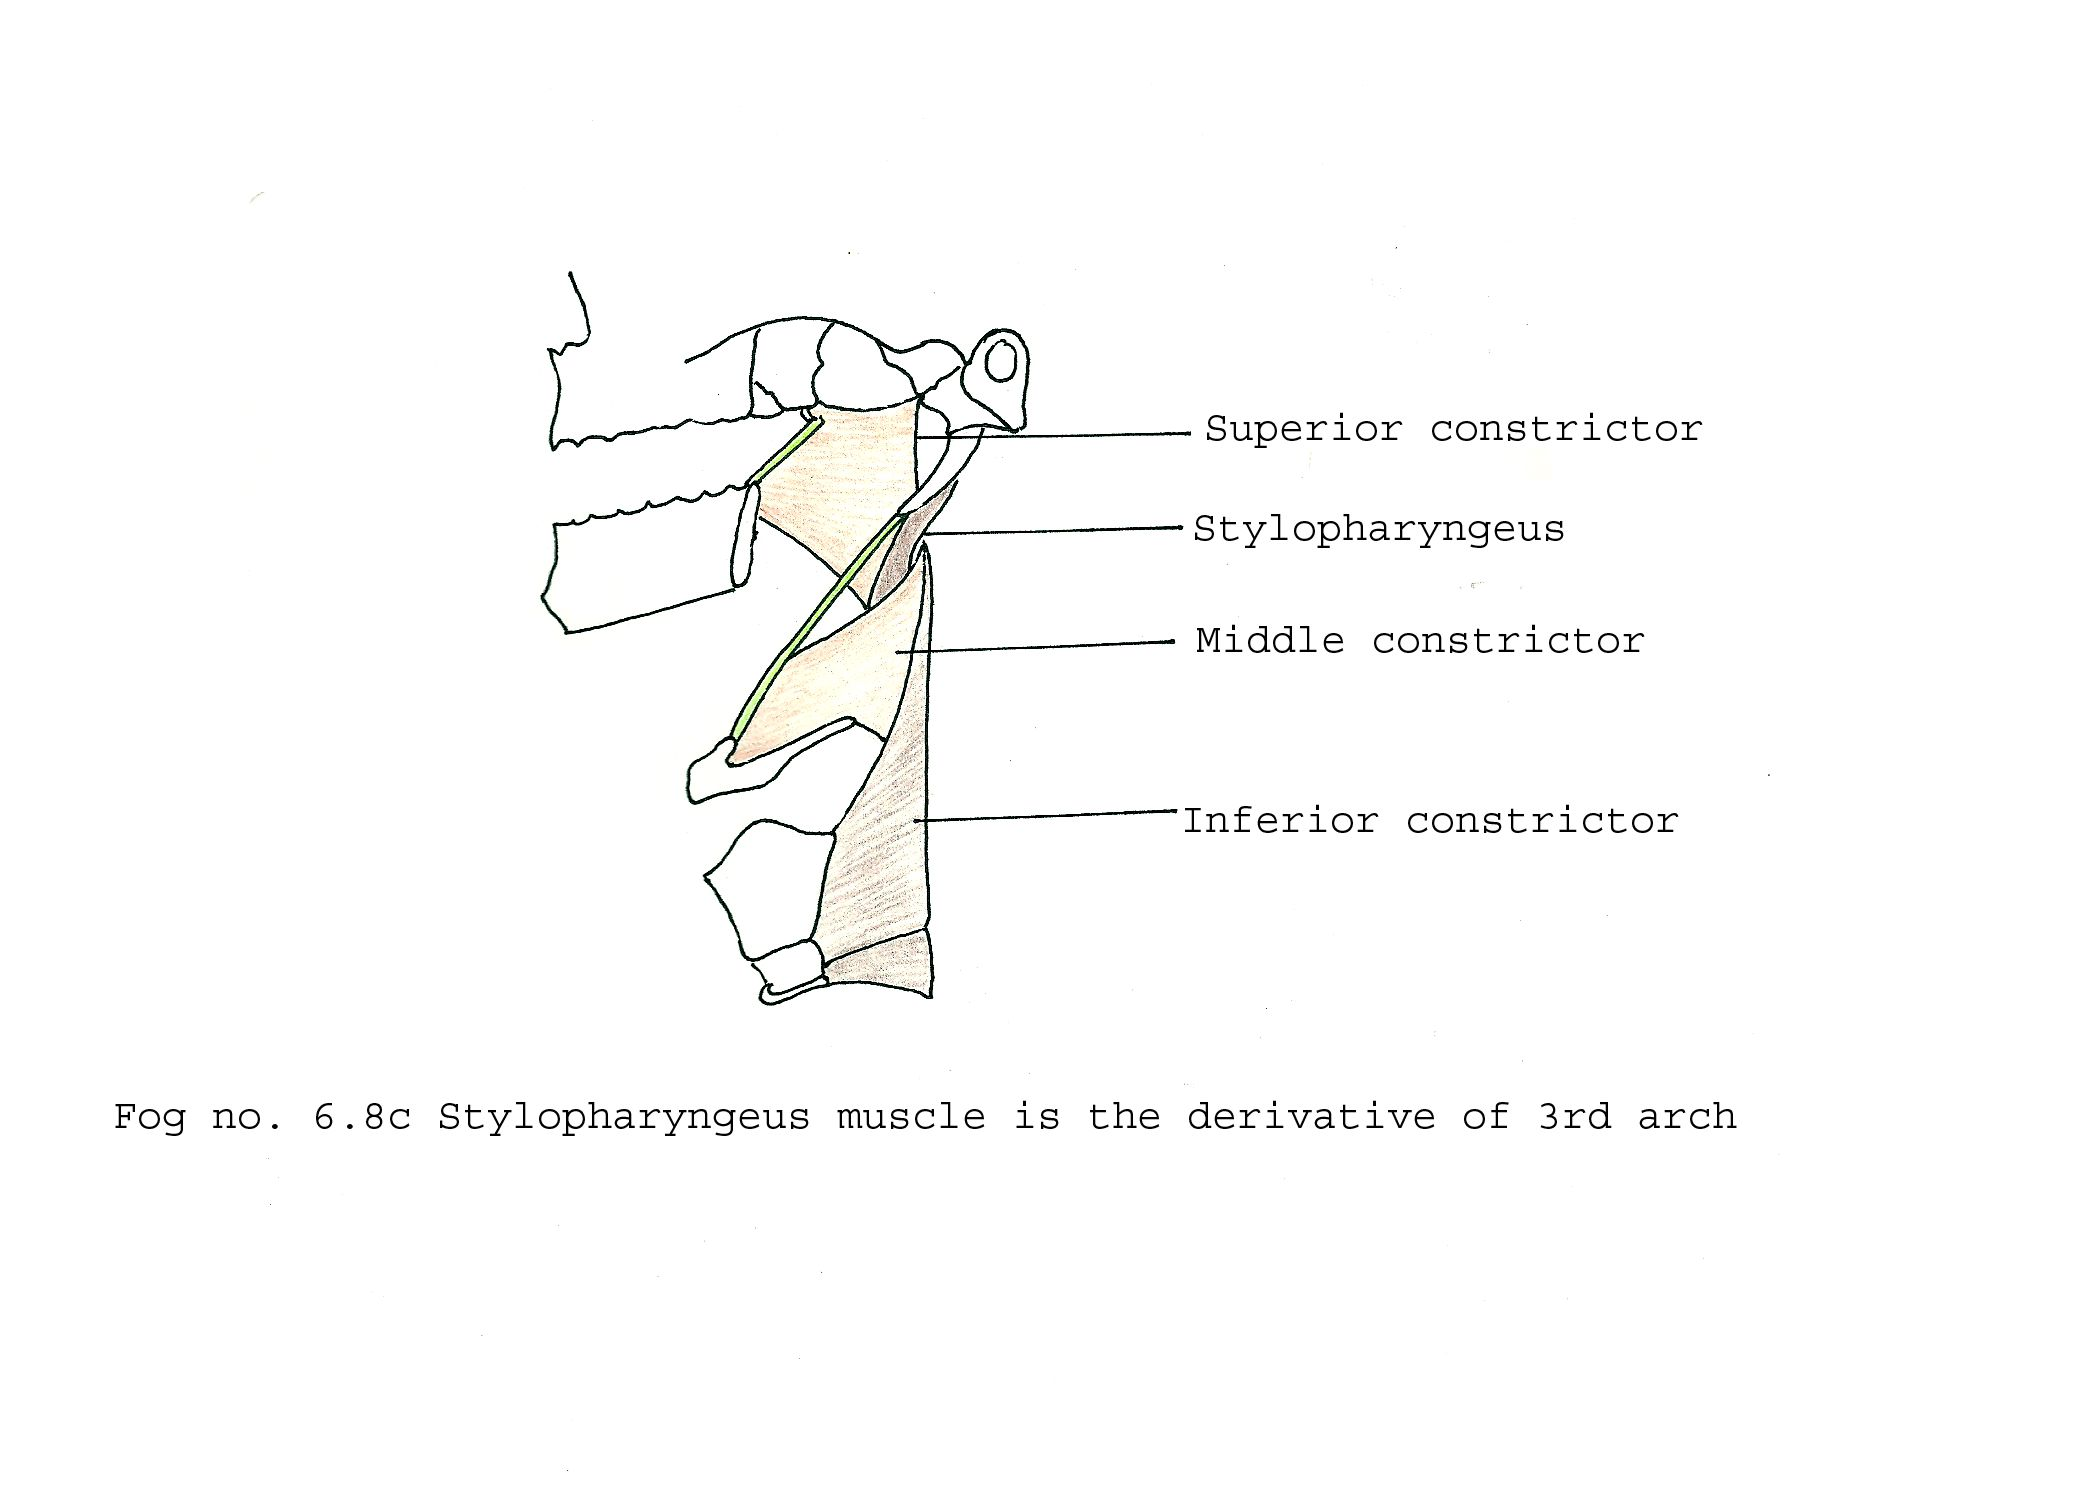 Superior constrictor
Stylopharyngeus
Middle constrictor
Inferior constrictor
Fog no. 6.8c Stylopharyngeus muscle is the derivative of 3rd arch